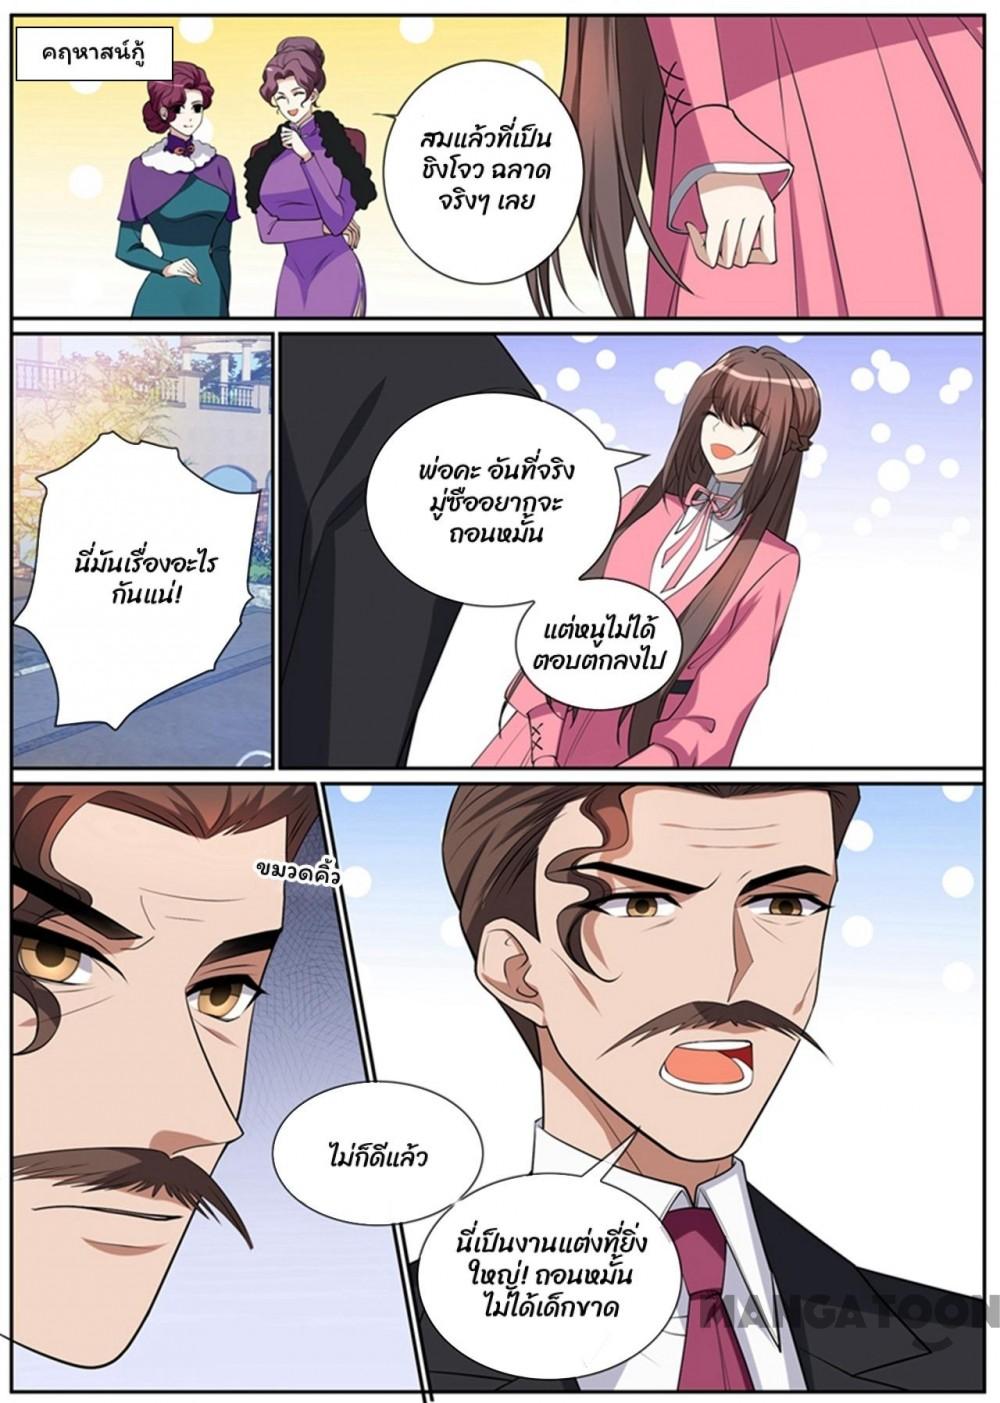 คฤหาสน์กู้
สมแล้วที่เป็น
ชิงโจว ฉลาด
จริงๆ เลย
พ่อคะ อันที่จริง
มู่ซืออยากจะ
ถอนหมั้น
นี่มันเรื่องอะไร
กันแน่!
แต่หนูไม่ได้
ตอบตกลงไป
ขมวดคิ้ว
ไม่ก็ดีแล้ว
นี่เป็นงานแต่งที่ยิ่ง
ใหญ่! ถอนหมั้น
ไม่ได้เด็กขาด
MANGATOON